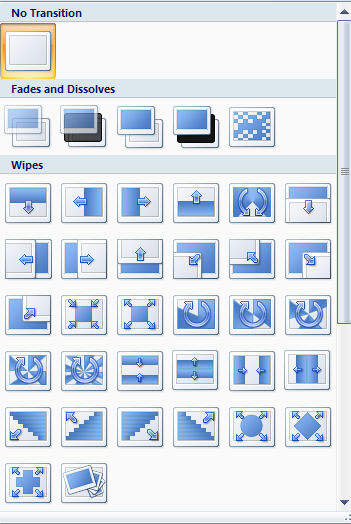 No Transition
Fades and Dissolves
Wipes